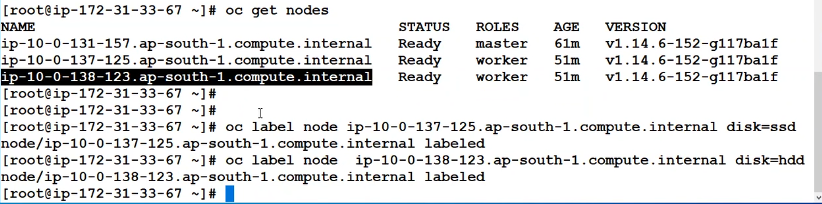 [root@ip-172-31-33-67 ~]# oc get nodes
NAME                                          STATUS   ROLES    AGE   VERSION
ip-10-0-131-157.ap-south-1.compute.internal   Ready    master   61m   v1.14.6-152-g117ba1f
ip-10-0-137-125.ap-south-1.compute.internal   Ready    worker   51m   v1.14.6-152-g117ba1f
ip-10-0-138-123.ap-south-1.compute.internal   Ready    worker   51m   v1.14.6-152-g117ba1f
[root@ip-172-31-33-67 ~]#
[root@ip-172-31-33-67 ~]#
[root@ip-172-31-33-67 ~]# oc label node ip-10-0-137-125.ap-south-1.compute.internal disk=ssd
node/ip-10-0-137-125.ap-south-1.compute.internal labeled
[root@ip-172-31-33-67 ~]# oc label node  ip-10-0-138-123.ap-south-1.compute.internal disk=hdd
node/ip-10-0-138-123.ap-south-1.compute.internal labeled
[root@ip-172-31-33-67 ~]#